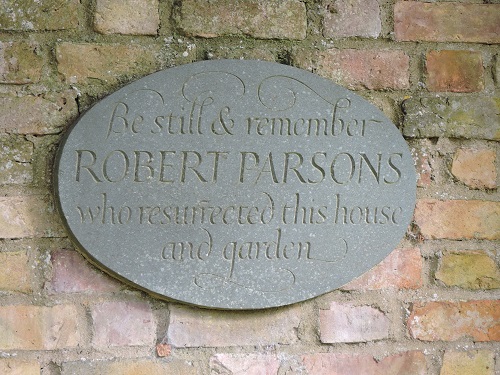 Be still & remember
ROBERT PARSONS
who resurrected this house
and garden